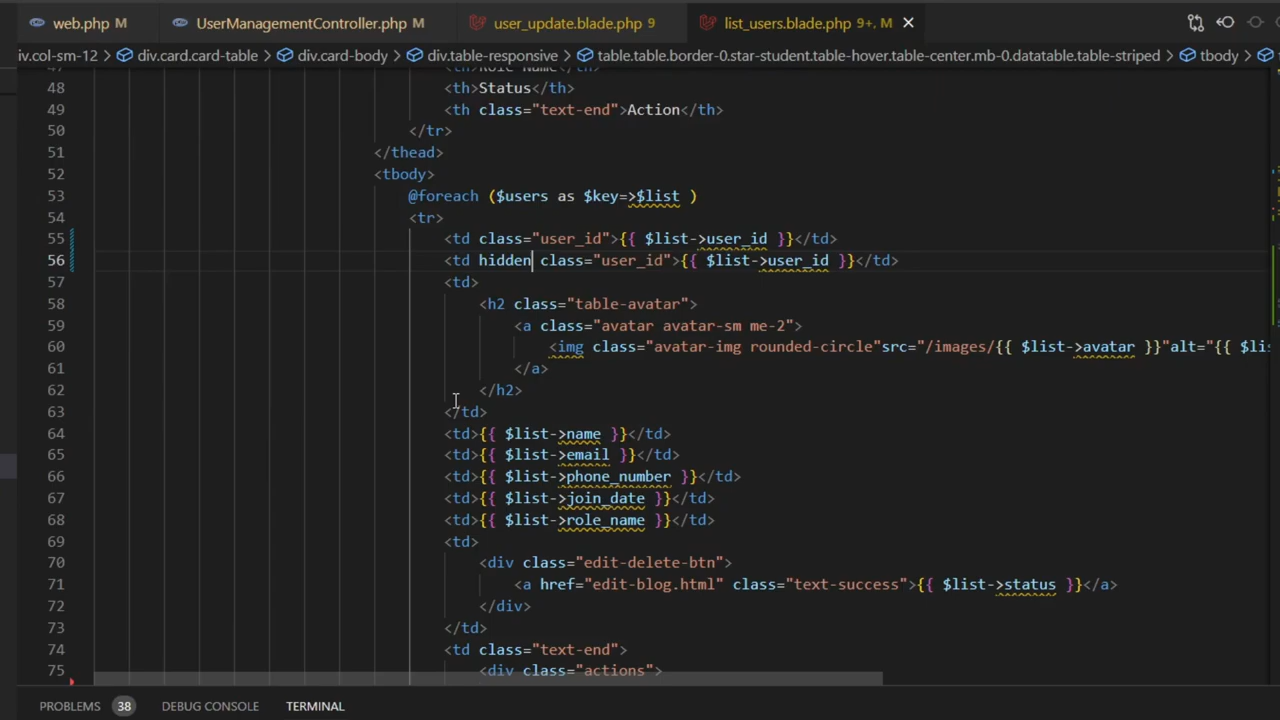 web.php M UserManagementController.php M user_update.blade.php 9 list_users.blade.php 9+, M
iv.col-sm-12 > div.card.card-table > div.card-body > div.table-responsive > table.table.border-0.star-student.table-hover.table-center.mb-0.datatable.table-striped > tbody >
47 <th>Role Name</th>
48 <th>Status</th>
49 <th class="text-end">Action</th>
50 </tr>
51 </thead>
52 <tbody>
53 @foreach ($users as $key=>$list )
54 <tr>
55 <td class="user_id">{{ $list->user_id }}</td>
56 <td hidden class="user_id">{{ $list->user_id }}</td>
57 <td>
58 <h2 class="table-avatar">
59 <a class="avatar avatar-sm me-2">
60 <img class="avatar-img rounded-circle"src="/images/{{ $list->avatar }}"alt="{{ $lis
61 </a>
62 </h2>
63 </td>
64 <td>{{ $list->name }}</td>
65 <td>{{ $list->email }}</td>
66 <td>{{ $list->phone_number }}</td>
67 <td>{{ $list->join_date }}</td>
68 <td>{{ $list->role_name }}</td>
69 <td>
70 <div class="edit-delete-btn">
71 <a href="edit-blog.html" class="text-success">{{ $list->status }}</a>
72 </div>
73 </td>
74 <td class="text-end">
75 <div class="actions">
PROBLEMS 38 DEBUG CONSOLE TERMINAL